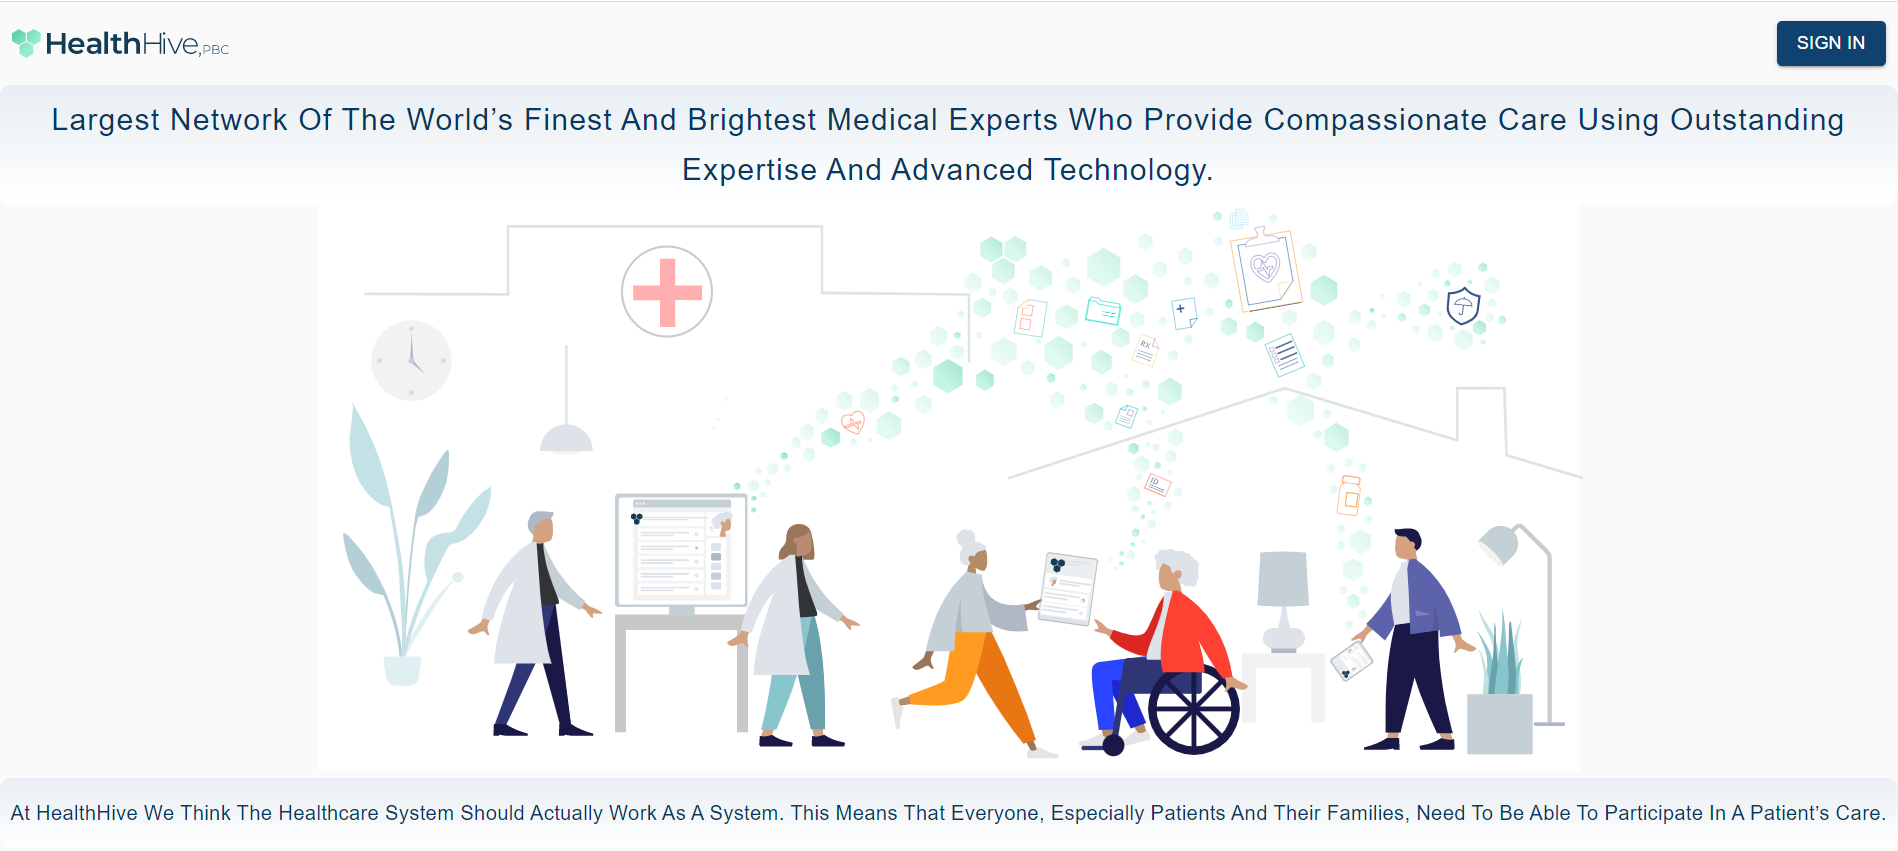 HealthHive,PBC
SIGN IN
Largest Network Of The World’s Finest And Brightest Medical Experts Who Provide Compassionate Care Using Outstanding
Expertise And Advanced Technology.
RX
ID
At HealthHive We Think The Healthcare System Should Actually Work As A System. This Means That Everyone, Especially Patients And Their Families, Need To Be Able To Participate In A Patient’s Care.